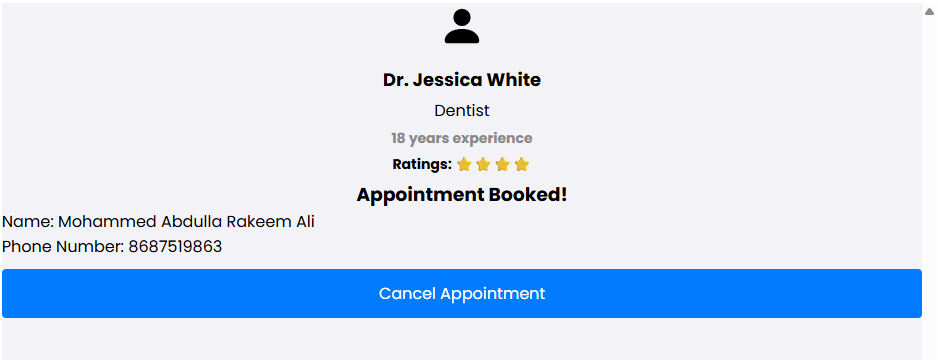 Dr. Jessica White
Dentist
18 years experience
Ratings: ⭐⭐⭐⭐
Appointment Booked!
Name: Mohammed Abdulla Rakeem Ali
Phone Number: 8687519863
Cancel Appointment